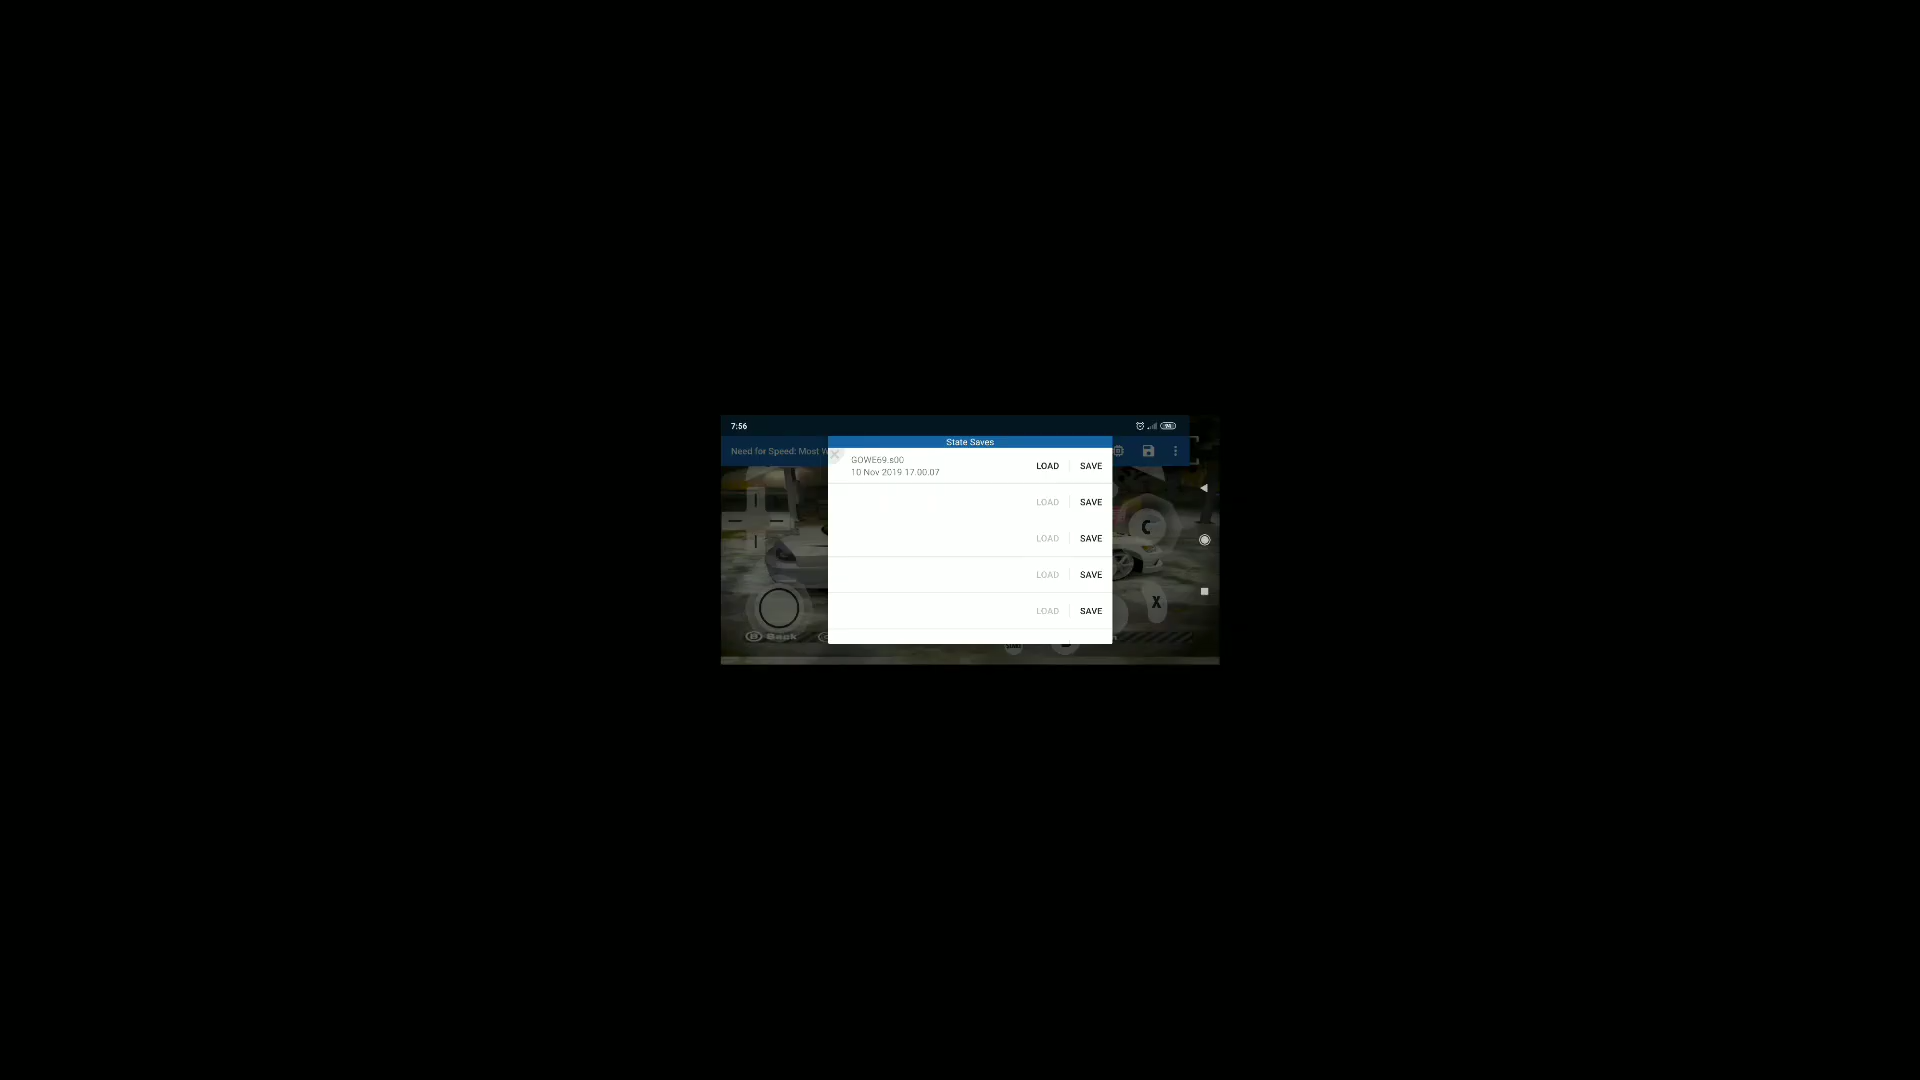 7:56
Need for Speed: Most W
State Saves
GOWE69.s00
10 Nov 2019 17.00.07
LOAD SAVE
LOAD SAVE
LOAD SAVE
LOAD SAVE
LOAD SAVE
C
X
B Back